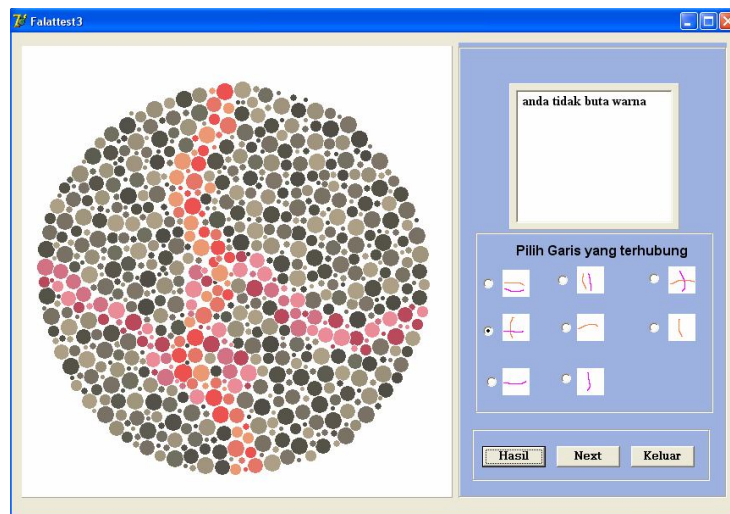 Falattest3
anda tidak buta warna
Pilih Garis yang terhubung
Hasil
Next
Keluar